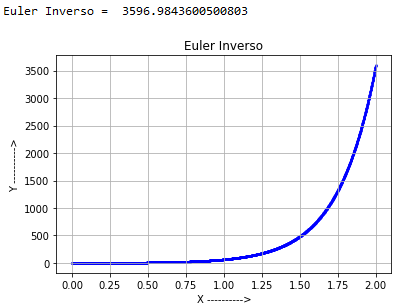 Euler Inverso =  3596.9843600500803
Euler Inverso
3500
3000
2500
2000
1500
1000
500
0
Y ---------->
0.00 0.25 0.50 0.75 1.00 1.25 1.50 1.75 2.00
X ---------->